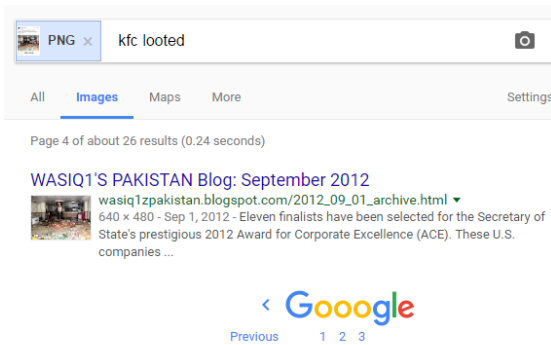 PNG × kfc looted
All Images Maps More Settings
Page 4 of about 26 results (0.24 seconds)
WASIQ1'S PAKISTAN Blog: September 2012
wasiq1zpakistan.blogspot.com/2012_09_01_archive.html
640 × 480 - Sep 1, 2012 - Eleven finalists have been selected for the Secretary of
State's prestigious 2012 Award for Corporate Excellence (ACE). These U.S.
companies ...
Gooogle
Previous 1 2 3